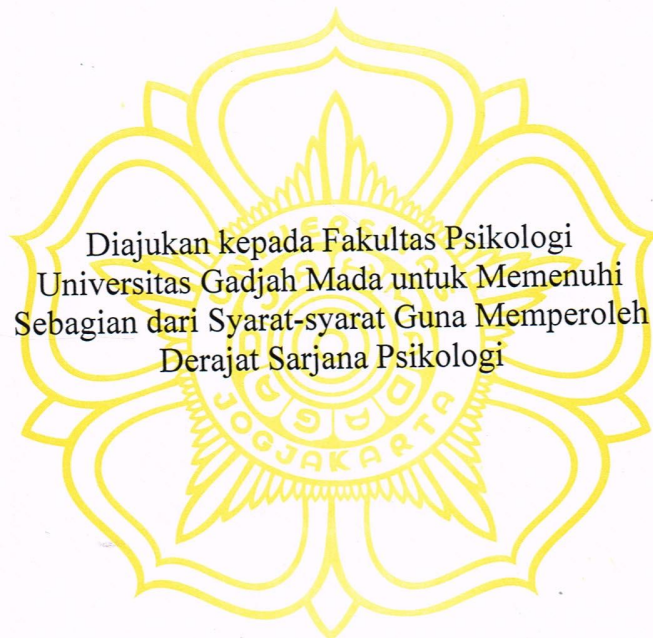 Diajukan kepada Fakultas Psikologi
Universitas Gadjah Mada untuk Memenuhi
Sebagian dari Syarat-syarat Guna Memperoleh
Derajat Sarjana Psikologi
JOGJAKARTA